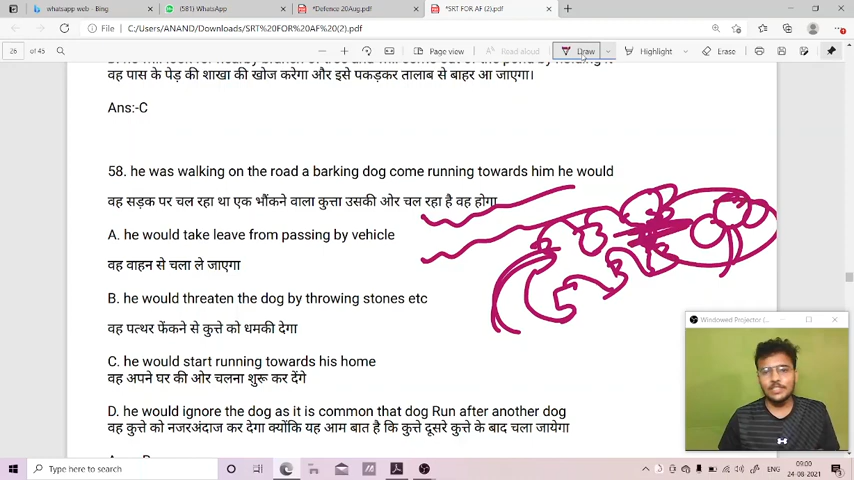 whatsapp web - Bing
(581) WhatsApp
*Defence 20Aug.pdf
*SRT FOR AF (2).pdf
File | C:/Users/ANAND/Downloads/SRT%20FOR%20AF%20(2).pdf
26 of 45
Page view
Read aloud
Draw
Highlight
Erase
वह पास के पेड़ की शाखा की खोज करेगा और इसे पकड़कर तालाब से बाहर आ जाएगा।
Ans:-C
58. he was walking on the road a barking dog come running towards him he would
वह सड़क पर चल रहा था एक भौंकने वाला कुत्ता उसकी ओर चल रहा है वह होगा
A. he would take leave from passing by vehicle
वह वाहन से चला ले जाएगा
B. he would threaten the dog by throwing stones etc
वह पत्थर फेंकने से कुत्ते को धमकी देगा
C. he would start running towards his home
वह अपने घर की ओर चलना शुरू कर देंगे
D. he would ignore the dog as it is common that dog Run after another dog
वह कुत्ते को नजरअंदाज कर देगा क्योंकि यह आम बात है कि कुत्ते दूसरे कुत्ते के बाद चला जायेगा
Windowed Projector (
Type here to search
ENG
09:00
24-08-2021